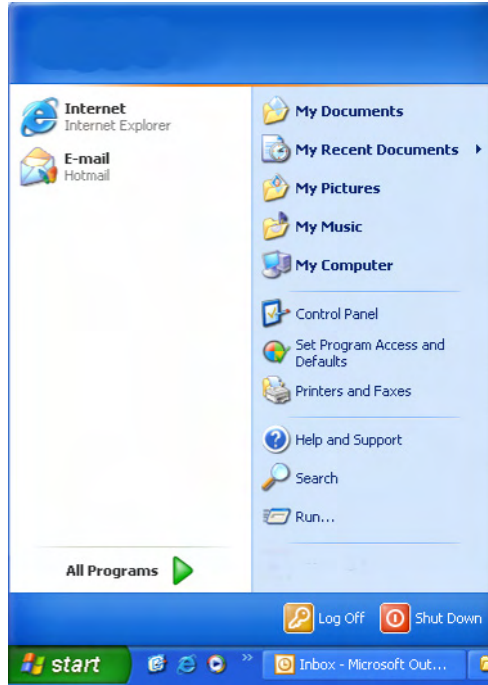 Internet
Internet Explorer
E-mail
Hotmail
All Programs
My Documents
My Recent Documents
My Pictures
My Music
My Computer
Control Panel
Set Program Access and
Defaults
Printers and Faxes
Help and Support
Search
Run...
Log Off
Shut Down
start
Inbox - Microsoft Out...